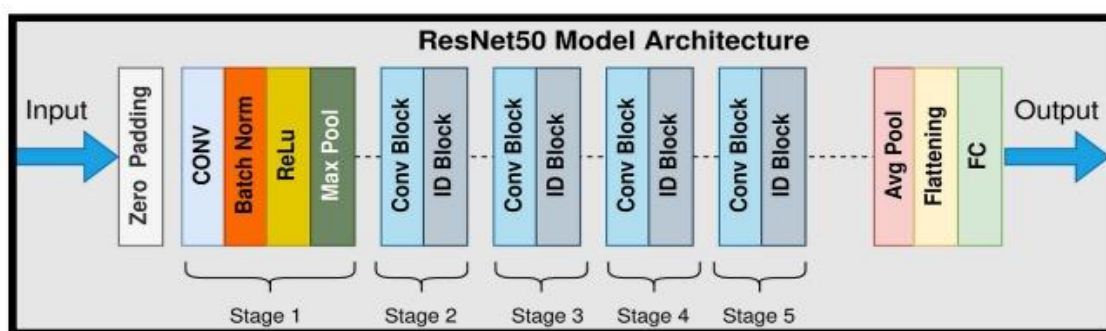 ResNet50 Model Architecture
Input
Zero Padding
CONV
Batch Norm
ReLu
Max Pool
Conv Block
ID Block
Conv Block
ID Block
Conv Block
ID Block
Conv Block
ID Block
Avg Pool
Flattening
FC
Output
Stage 1
Stage 2
Stage 3
Stage 4
Stage 5